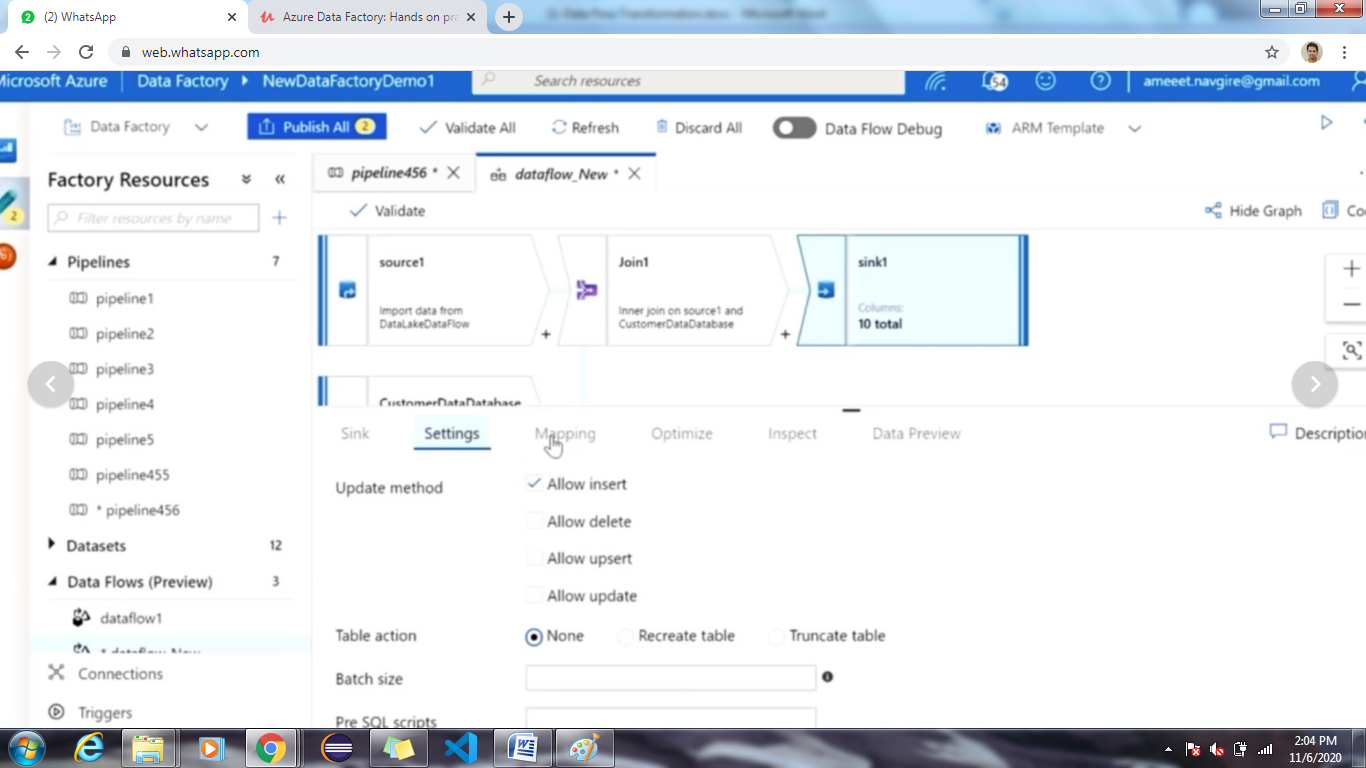 (2) WhatsApp
Azure Data Factory: Hands on pra
web.whatsapp.com
Microsoft Azure Data Factory NewDataFactoryDemo1 Search resources 54 ameeet.navgire@gmail.com
Data Factory Publish All 2 Validate All Refresh Discard All Data Flow Debug ARM Template
Factory Resources
pipeline456 * dataflow_New *
Filter resources by name
Validate Hide Graph
2
Pipelines 7
pipeline1
pipeline2
pipeline3
pipeline4
pipeline5
pipeline455
* pipeline456
Datasets 12
Data Flows (Preview) 3
dataflow1
* dataflow_New
Connections
Triggers
source1
Import data from
DataLakeDataFlow
Join1
Inner join on source1 and
CustomerDataDatabase
sink1
Columns:
10 total
CustomerDataDatabase
Sink Settings Mapping Optimize Inspect Data Preview Description
Update method
Allow insert
Allow delete
Allow upsert
Allow update
Table action None Recreate table Truncate table
Batch size
Pre SQL scripts
2:04 PM
11/6/2020